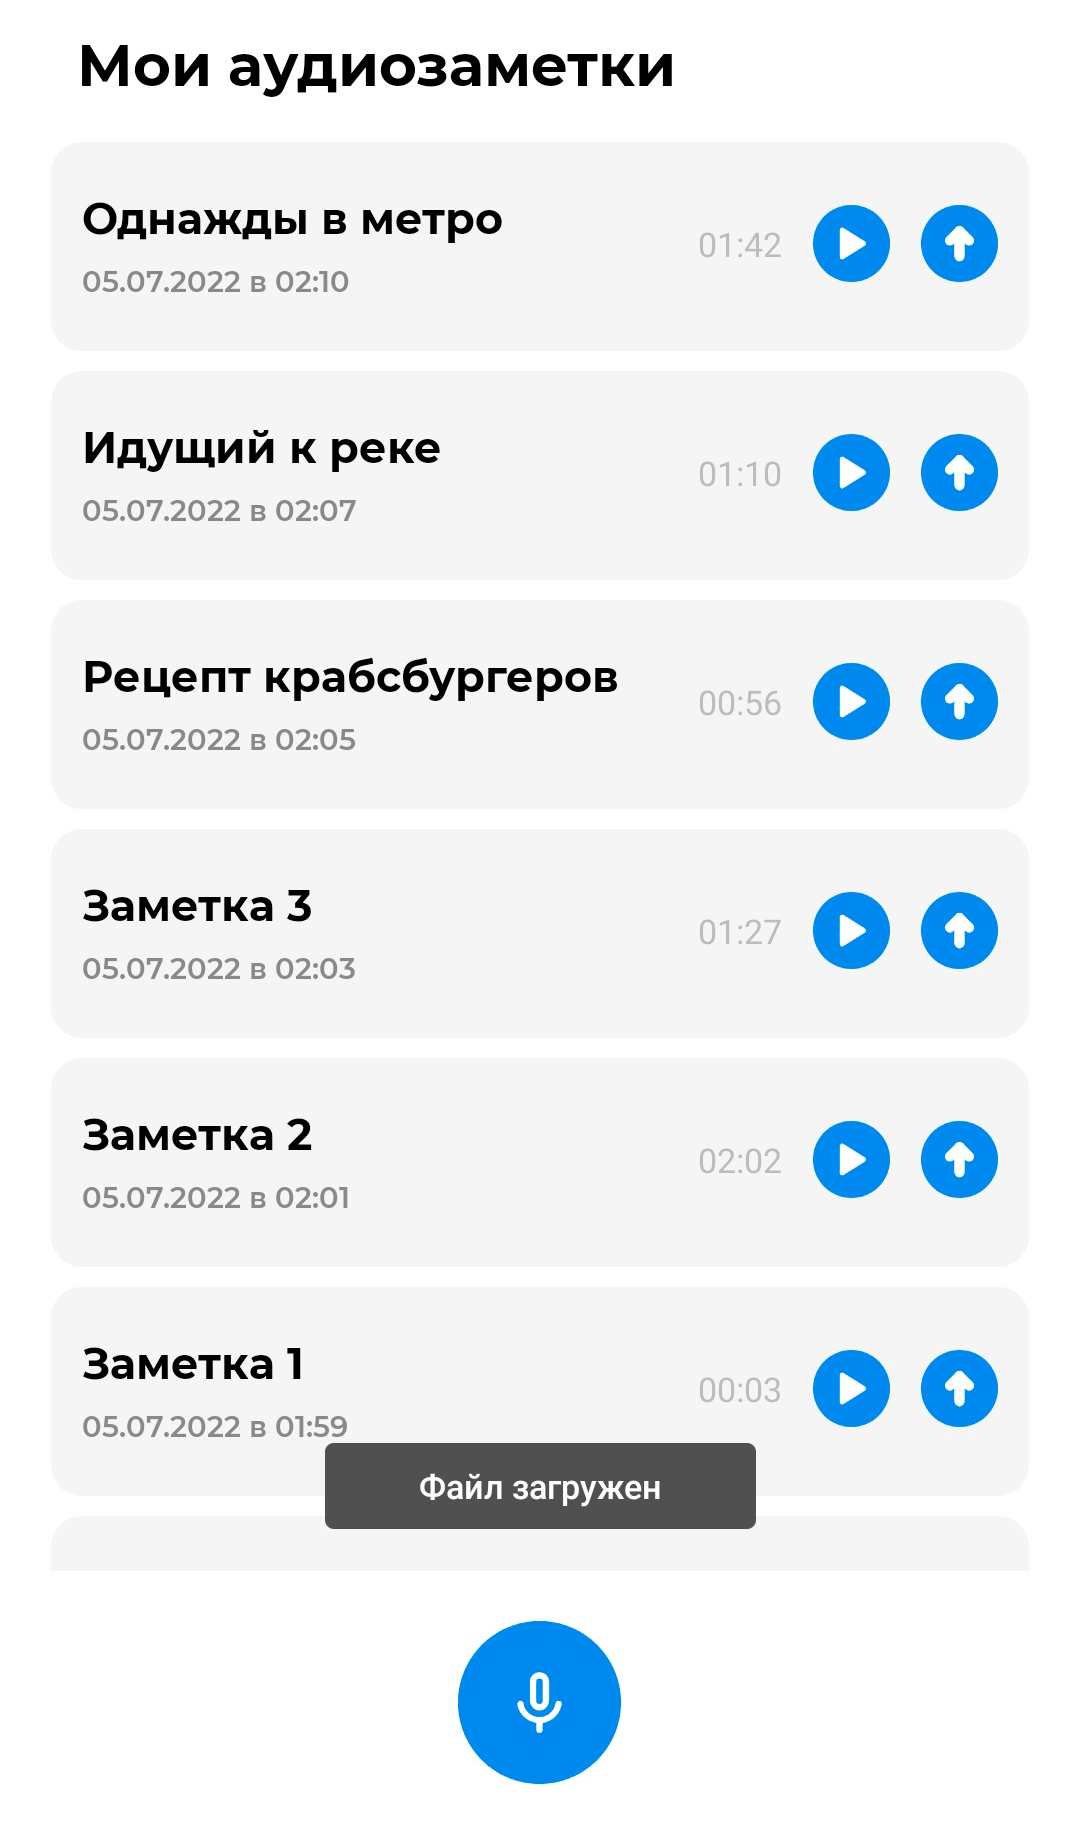 Мои аудиозаметки
Однажды в метро
01:42
05.07.2022 в 02:10
Идущий к реке
01:10
05.07.2022 в 02:07
Рецепт крабсбургеров
00:56
05.07.2022 в 02:05
Заметка 3
01:27
05.07.2022 в 02:03
Заметка 2
02:02
05.07.2022 в 02:01
Заметка 1
00:03
05.07.2022 в 01:59
Файл загружен